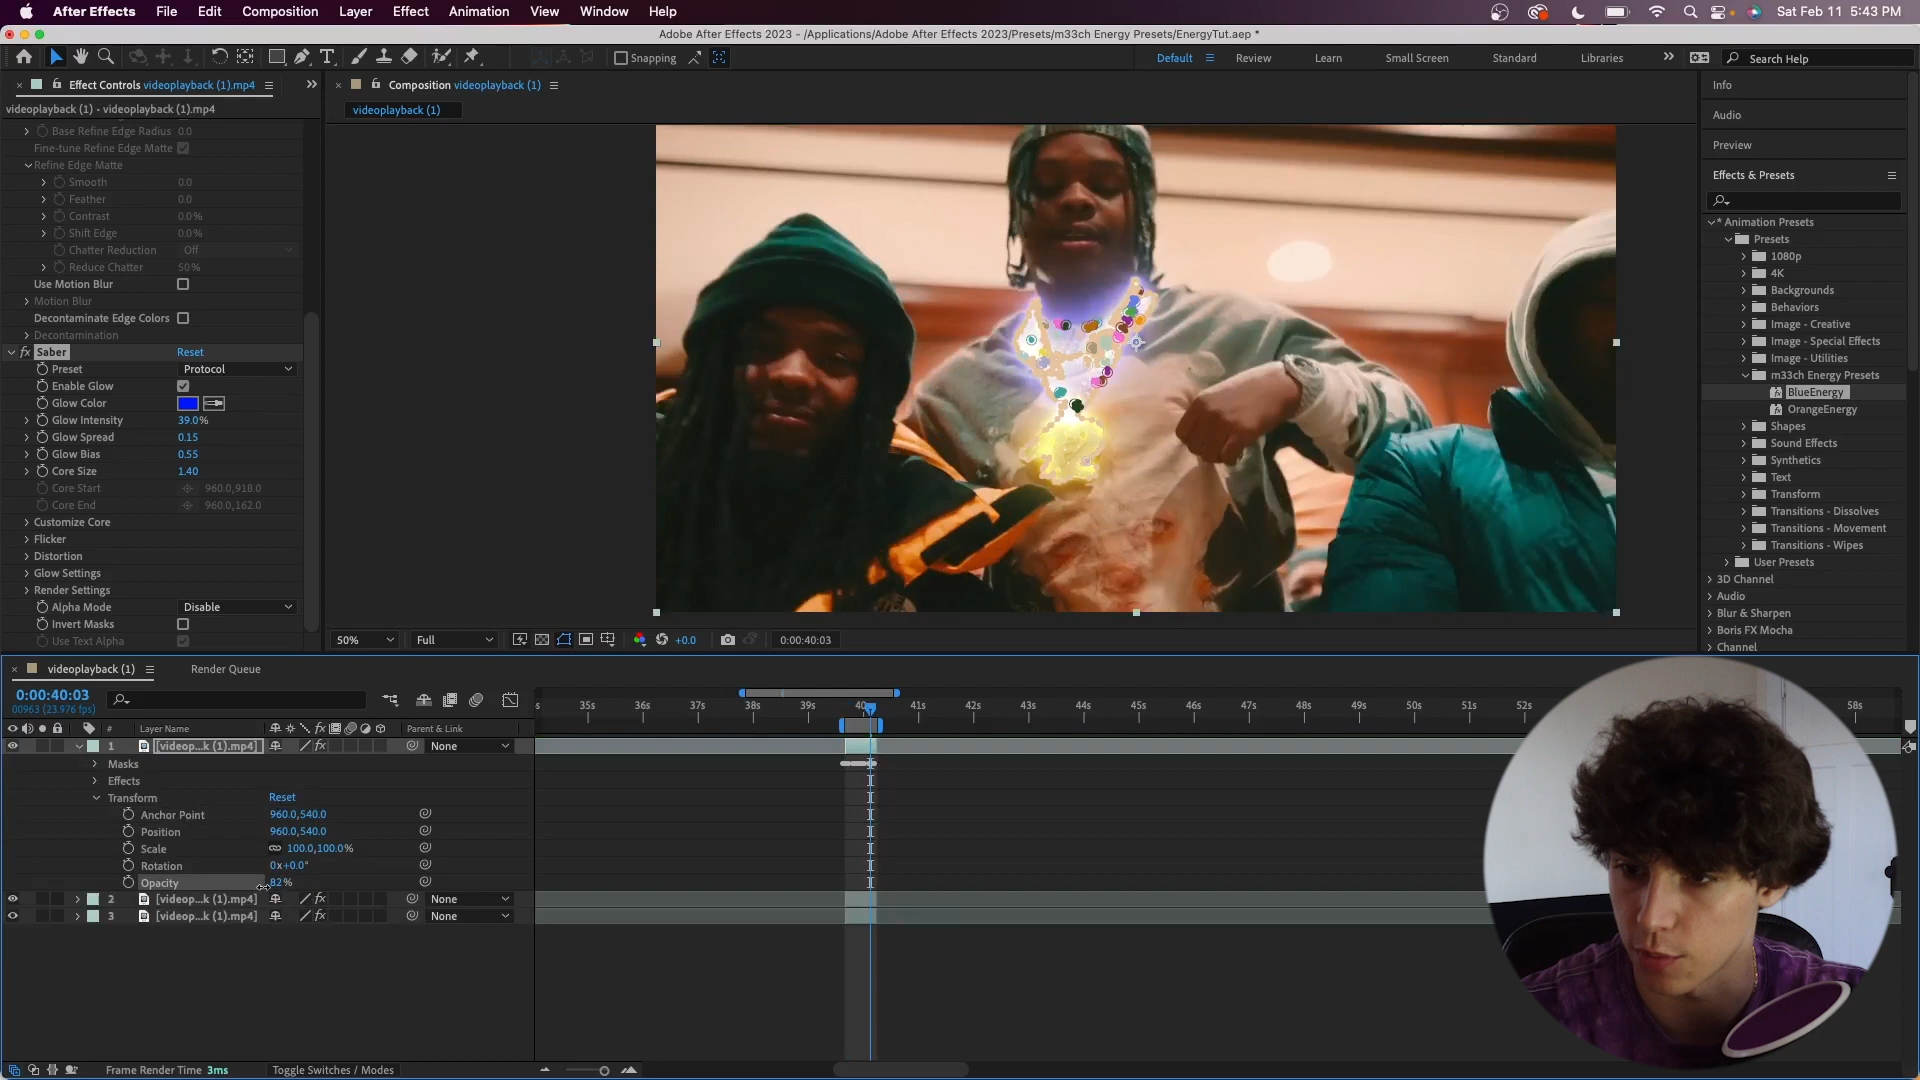 After Effects File Edit Composition Layer Effect Animation View Window Help Sat Feb 11 5:43 PM
Adobe After Effects 2023 - /Applications/Adobe After Effects 2023/Presets/m33ch Energy Presets/EnergyTut.aep *
Snapping Default Review Learn Small Screen Standard Libraries Search Help
Effect Controls videoplayback (1).mp4
videoplayback (1) • videoplayback (1).mp4
Base Refine Edge Radius 0.0
Fine-tune Refine Edge Matte
Refine Edge Matte
Smooth 0.0
Feather 0.0
Contrast 0.0%
Shift Edge 0.0%
Chatter Reduction Off
Reduce Chatter 50%
Use Motion Blur
Motion Blur
Decontaminate Edge Colors
Decontamination
fx Saber Reset
Preset Protocol
Enable Glow
Glow Color
Glow Intensity 39.0%
Glow Spread 0.15
Glow Bias 0.55
Core Size 1.40
Core Start 960.0,918.0
Core End 960.0,162.0
Customize Core
Flicker
Distortion
Glow Settings
Render Settings
Alpha Mode Disable
Invert Masks
Use Text Alpha
Composition videoplayback (1)
videoplayback (1)
50% Full +0.0 0:00:40:03
Info
Audio
Preview
Effects & Presets
* Animation Presets
Presets
1080p
4K
Backgrounds
Behaviors
Image - Creative
Image - Special Effects
Image - Utilities
m33ch Energy Presets
BlueEnergy
OrangeEnergy
Shapes
Sound Effects
Synthetics
Text
Transform
Transitions - Dissolves
Transitions - Movement
Transitions - Wipes
User Presets
3D Channel
Audio
Blur & Sharpen
Boris FX Mocha
Channel
videoplayback (1) Render Queue
0:00:40:03
00963 (23.976 fps)
35s 36s 37s 38s 39s 40s 41s 42s 43s 44s 45s 46s 47s 48s 49s 50s 51s 52s 58s
# Layer Name fx Parent & Link
1 [videop...k (1).mp4] fx None
Masks
Effects
Transform Reset
Anchor Point 960.0,540.0
Position 960.0,540.0
Scale 100.0,100.0%
Rotation 0x+0.0°
Opacity 82%
2 [videop...k (1).mp4] fx None
3 [videop...k (1).mp4] fx None
Frame Render Time 3ms Toggle Switches / Modes